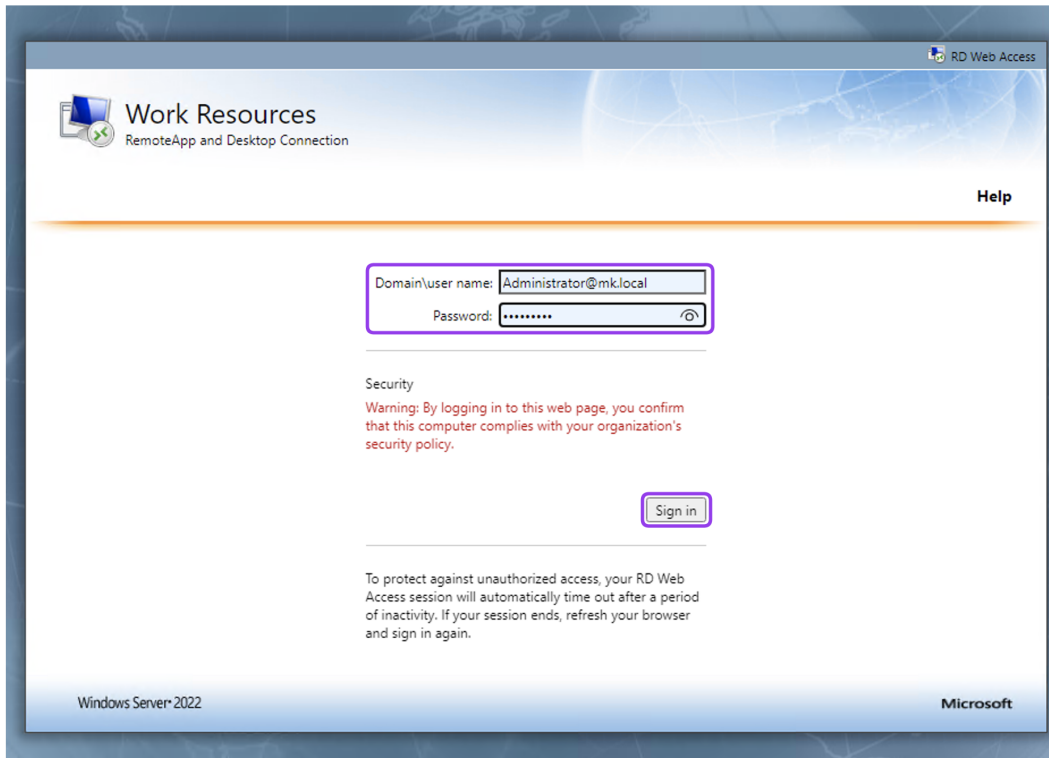 RD Web Access
Work Resources
RemoteApp and Desktop Connection
Help
Domain\user name: Administrator@mk.local
Password: •••••••••
Security
Warning: By logging in to this web page, you confirm
that this computer complies with your organization's
security policy.
Sign in
To protect against unauthorized access, your RD Web
Access session will automatically time out after a period
of inactivity. If your session ends, refresh your browser
and sign in again.
Windows Server• 2022
Microsoft